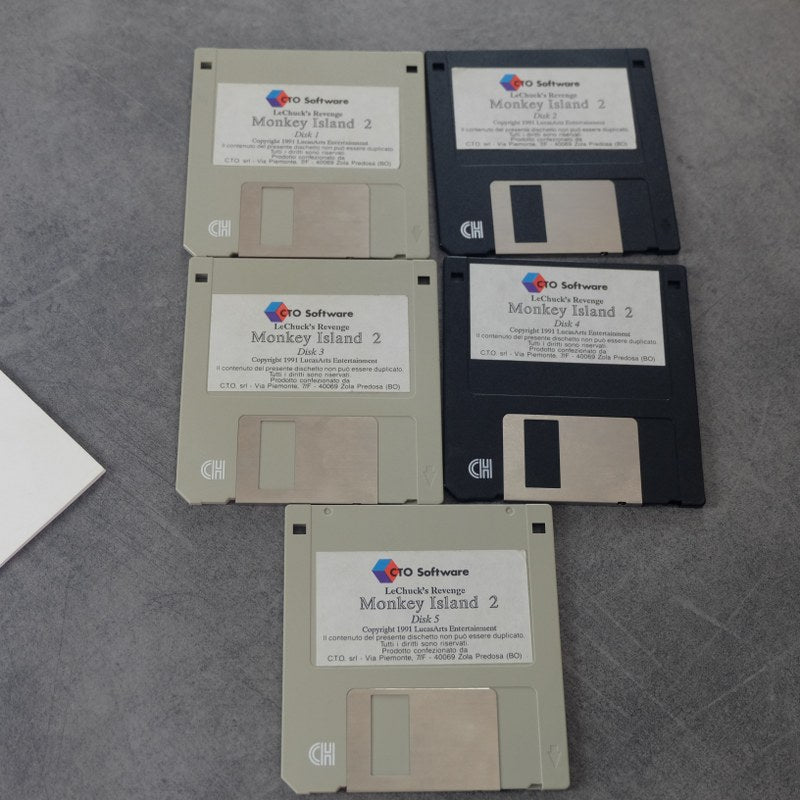 CTO Software
LeChuck's Revenge
Monkey Island 2
Disk 1
Copyright 1991 LucasArts Entertainment
Il contenuto del presente dischetto non può essere duplicato.
Tutti i diritti sono riservati.
Prodotto confezionato da
C.T.O. srl - Via Piemonte, 7/F - 40069 Zola Predosa (BO)
CH
CTO Software
LeChuck's Revenge
Monkey Island 2
Disk 2
Copyright 1991 LucasArts Entertainment
Il contenuto del presente dischetto non può essere duplicato.
Tutti i diritti sono riservati.
Prodotto confezionato da
C.T.O. srl - Via Piemonte, 7/F - 40069 Zola Predosa (BO)
CH
CTO Software
LeChuck's Revenge
Monkey Island 2
Disk 3
Copyright 1991 LucasArts Entertainment
Il contenuto del presente dischetto non può essere duplicato.
Tutti i diritti sono riservati.
Prodotto confezionato da
C.T.O. srl - Via Piemonte, 7/F - 40069 Zola Predosa (BO)
CH
CTO Software
LeChuck's Revenge
Monkey Island 2
Disk 4
Copyright 1991 LucasArts Entertainment
Il contenuto del presente dischetto non può essere duplicato.
Tutti i diritti sono riservati.
Prodotto confezionato da
C.T.O. srl - Via Piemonte, 7/F - 40069 Zola Predosa (BO)
CH
CTO Software
LeChuck's Revenge
Monkey Island 2
Disk 5
Copyright 1991 LucasArts Entertainment
Il contenuto del presente dischetto non può essere duplicato.
Tutti i diritti sono riservati.
Prodotto confezionato da
C.T.O. srl - Via Piemonte, 7/F - 40069 Zola Predosa (BO)
CH